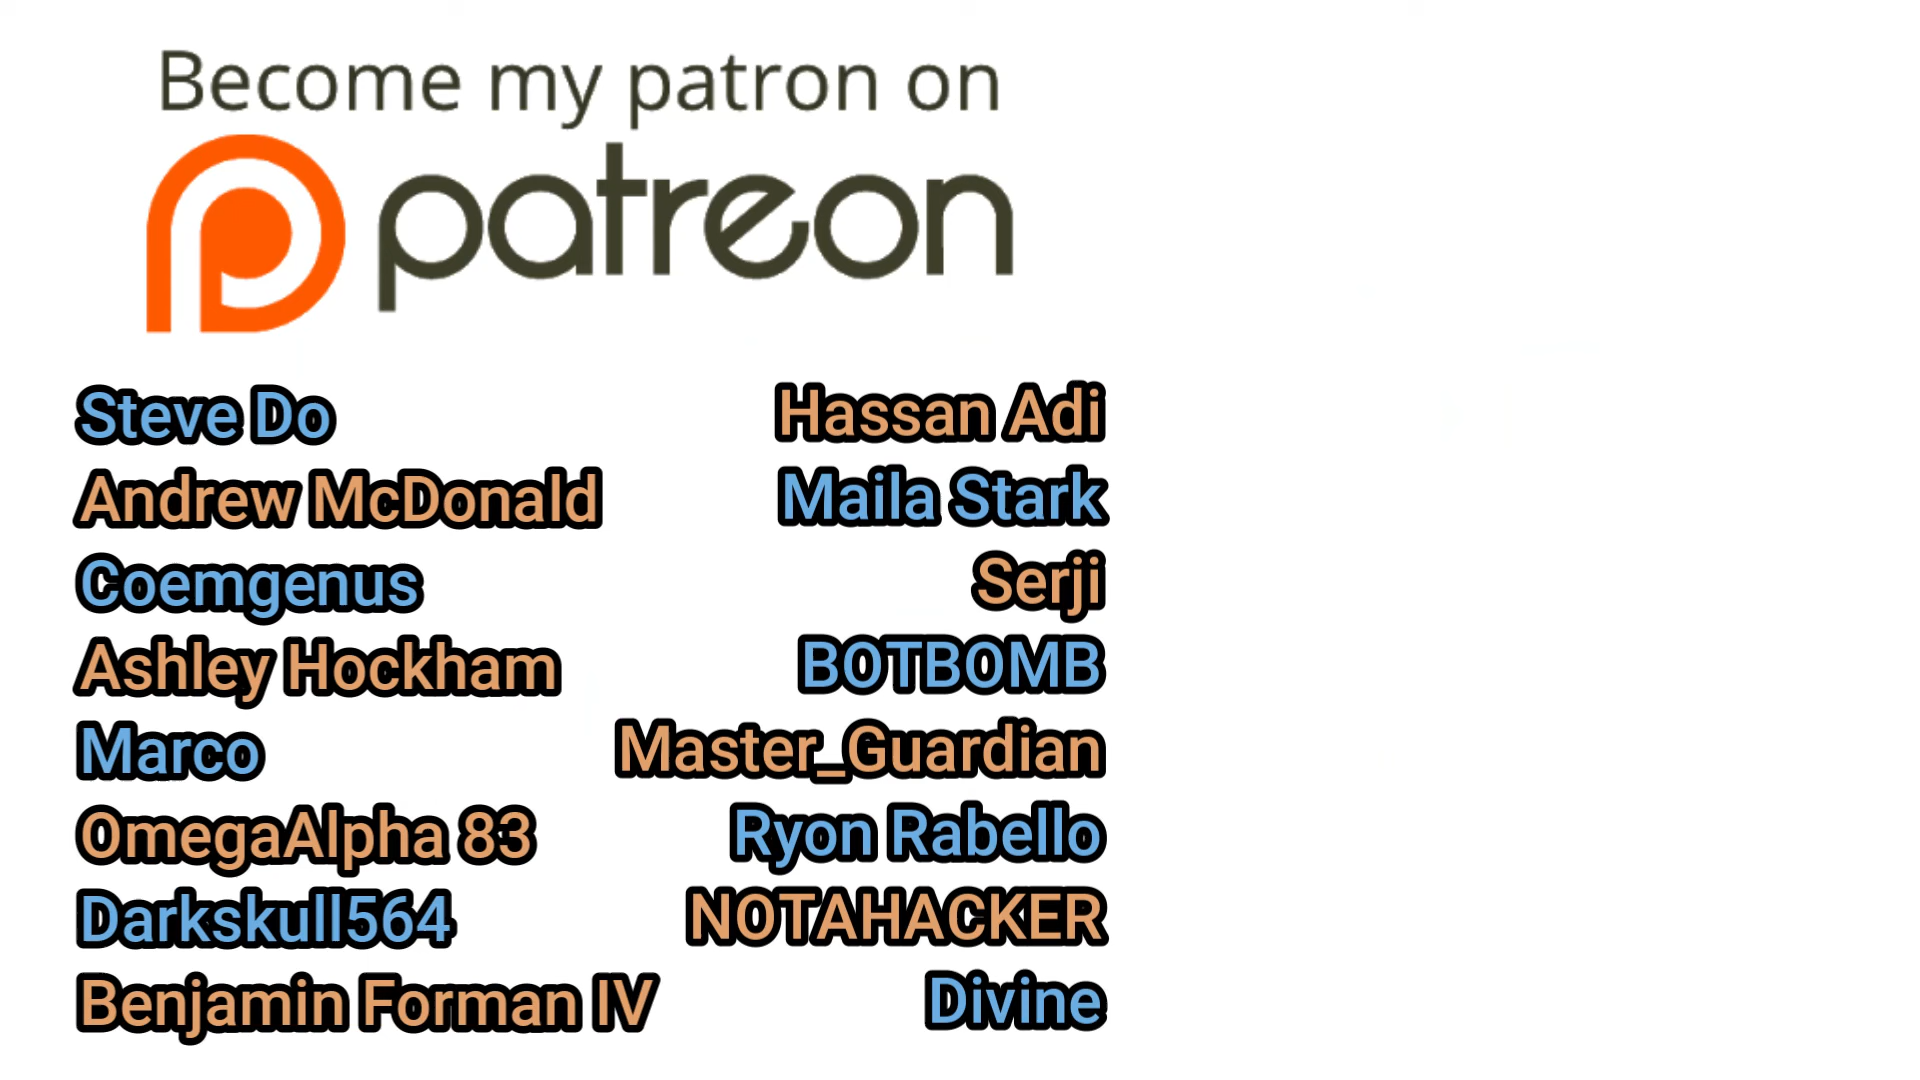 Become my patron on
patreon
Steve Do
Andrew McDonald
Coemgenus
Ashley Hockham
Marco
OmegaAlpha 83
Darkskull564
Benjamin Forman IV
Hassan Adi
Maila Stark
Serji
BOTBOMB
Master_Guardian
Ryon Rabello
NOTAHACKER
Divine